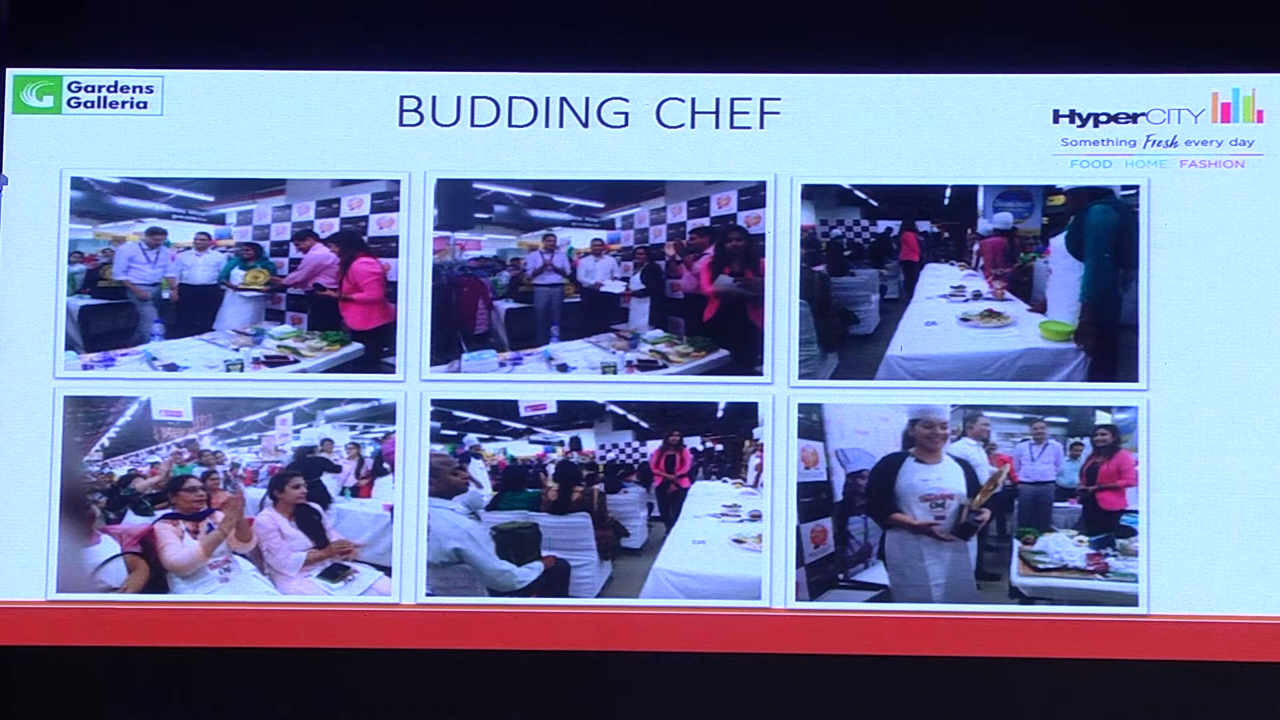 Gardens
Galleria
BUDDING CHEF
HyperCITY
Something Fresh every day
FOOD HOME FASHION